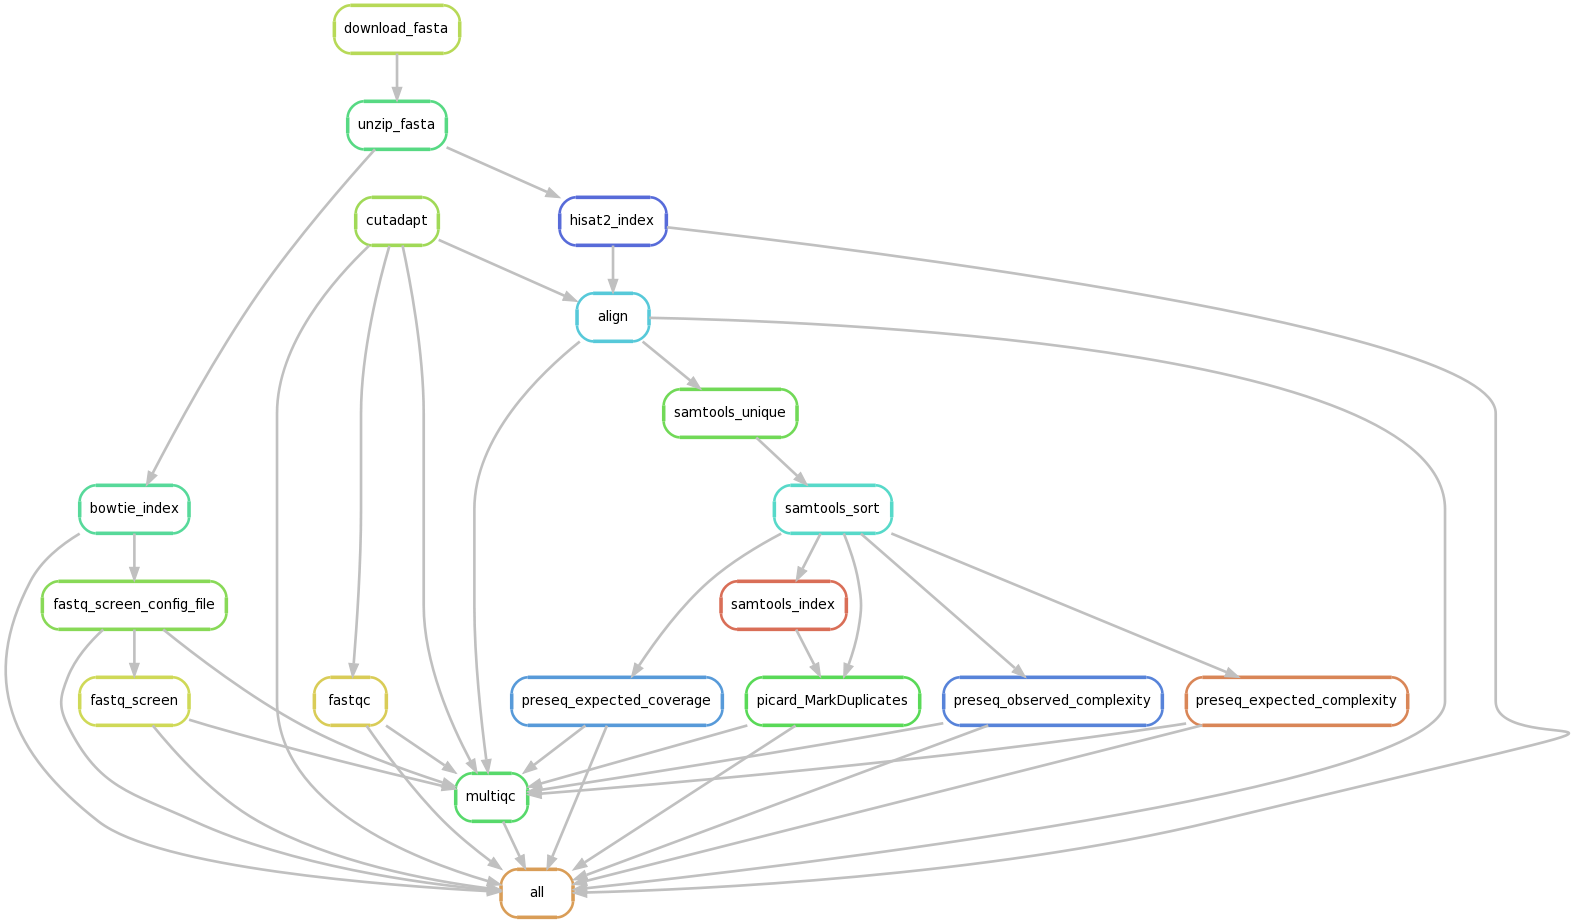 download_fasta
unzip_fasta
cutadapt
hisat2_index
align
samtools_unique
bowtie_index
samtools_sort
fastq_screen_config_file
samtools_index
fastq_screen
fastqc
preseq_expected_coverage
picard_MarkDuplicates
preseq_observed_complexity
preseq_expected_complexity
multiqc
all